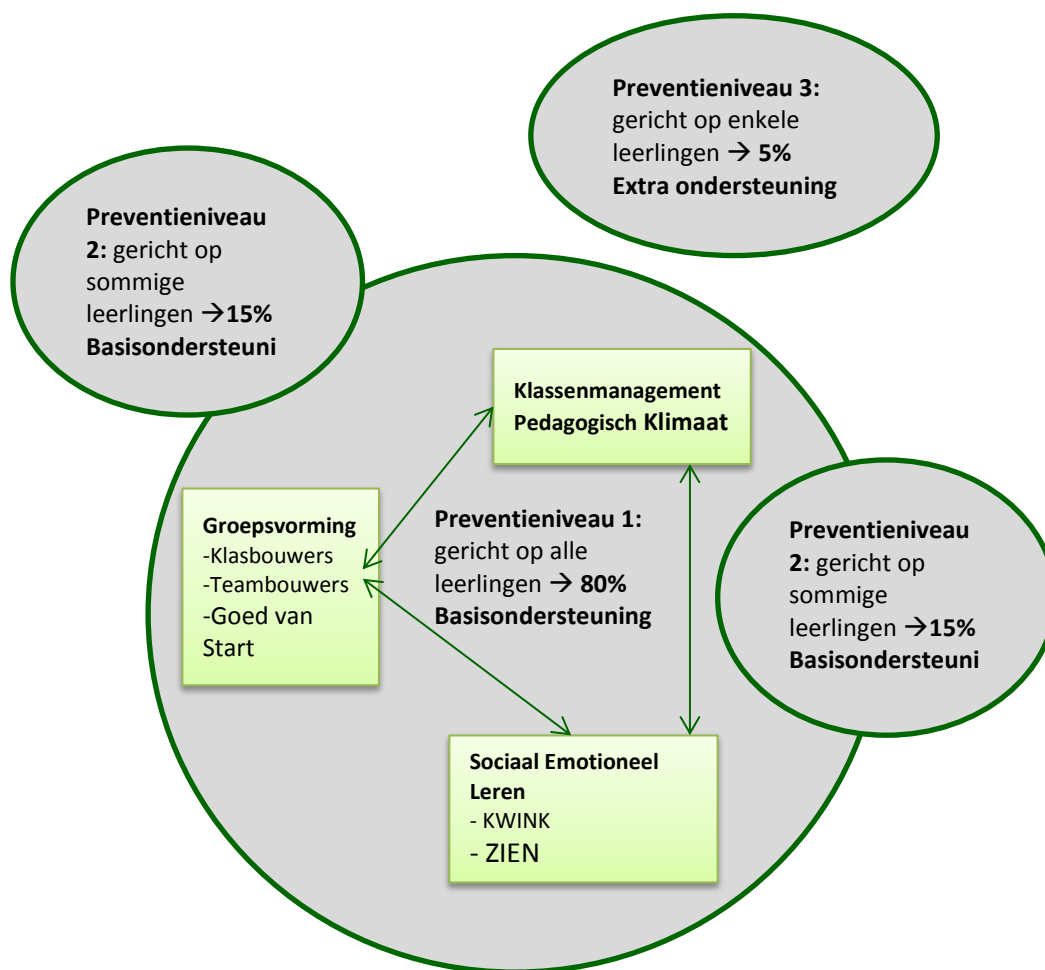 Preventieniveau 3:
gericht op enkele
leerlingen → 5%
Extra ondersteuning
Preventieniveau
2: gericht op
sommige
leerlingen →15%
Basisondersteuni
Klassenmanagement
Pedagogisch Klimaat
Groepsvorming
-Klasbouwers
-Teambouwers
-Goed van
Start
Preventieniveau 1:
gericht op alle
leerlingen → 80%
Basisondersteuning
Preventieniveau
2: gericht op
sommige
leerlingen →15%
Basisondersteuni
Sociaal Emotioneel
Leren
- KWINK
- ZIEN